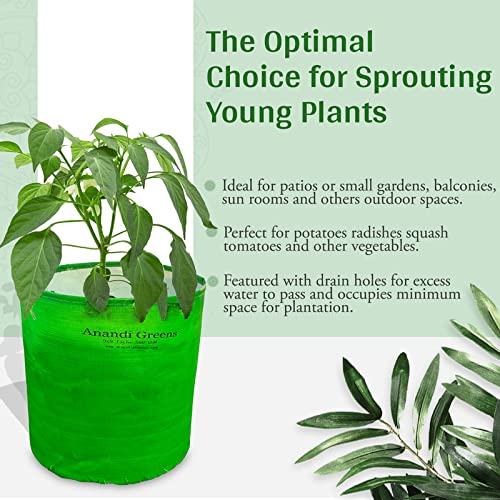 The Optimal
Choice for Sprouting
Young Plants
Ideal for patios or small gardens, balconies,
sun rooms and others outdoor spaces.
Perfect for potatoes radishes squash
tomatoes and other vegetables.
Featured with drain holes for excess
water to pass and occupies minimum
space for plantation.
Anandi Greens